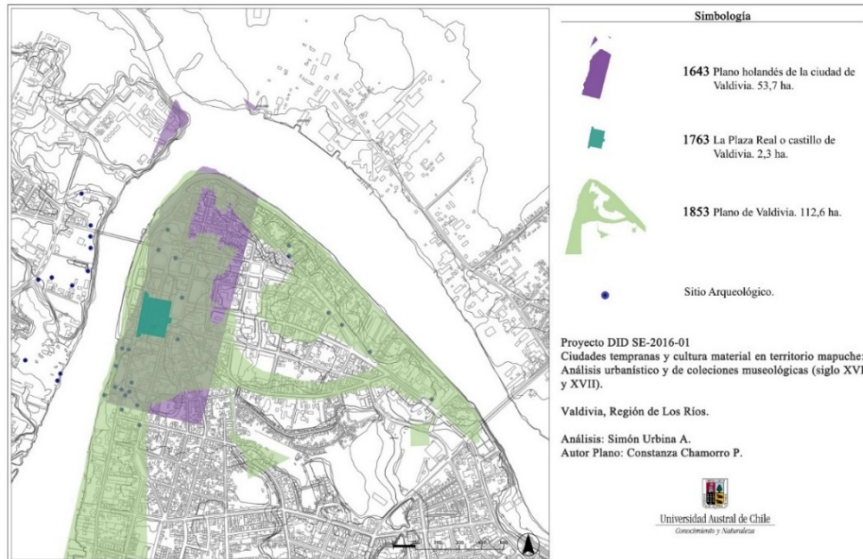 Simbología
1643 Plano holandés de la ciudad de
Valdivia. 53,7 ha.
1763 La Plaza Real o castillo de
Valdivia. 2,3 ha.
1853 Plano de Valdivia. 112,6 ha.
Sitio Arqueológico.
Proyecto DID SE-2016-01
Ciudades tempranas y cultura material en territorio mapuche:
Análisis urbanístico y de coleciones museológicas (siglo XVI
y XVII).
Valdivia, Región de Los Ríos.
Análisis: Simón Urbina A.
Autor Plano: Constanza Chamorro P.
Universidad Austral de Chile
Conocimiento y Naturaleza